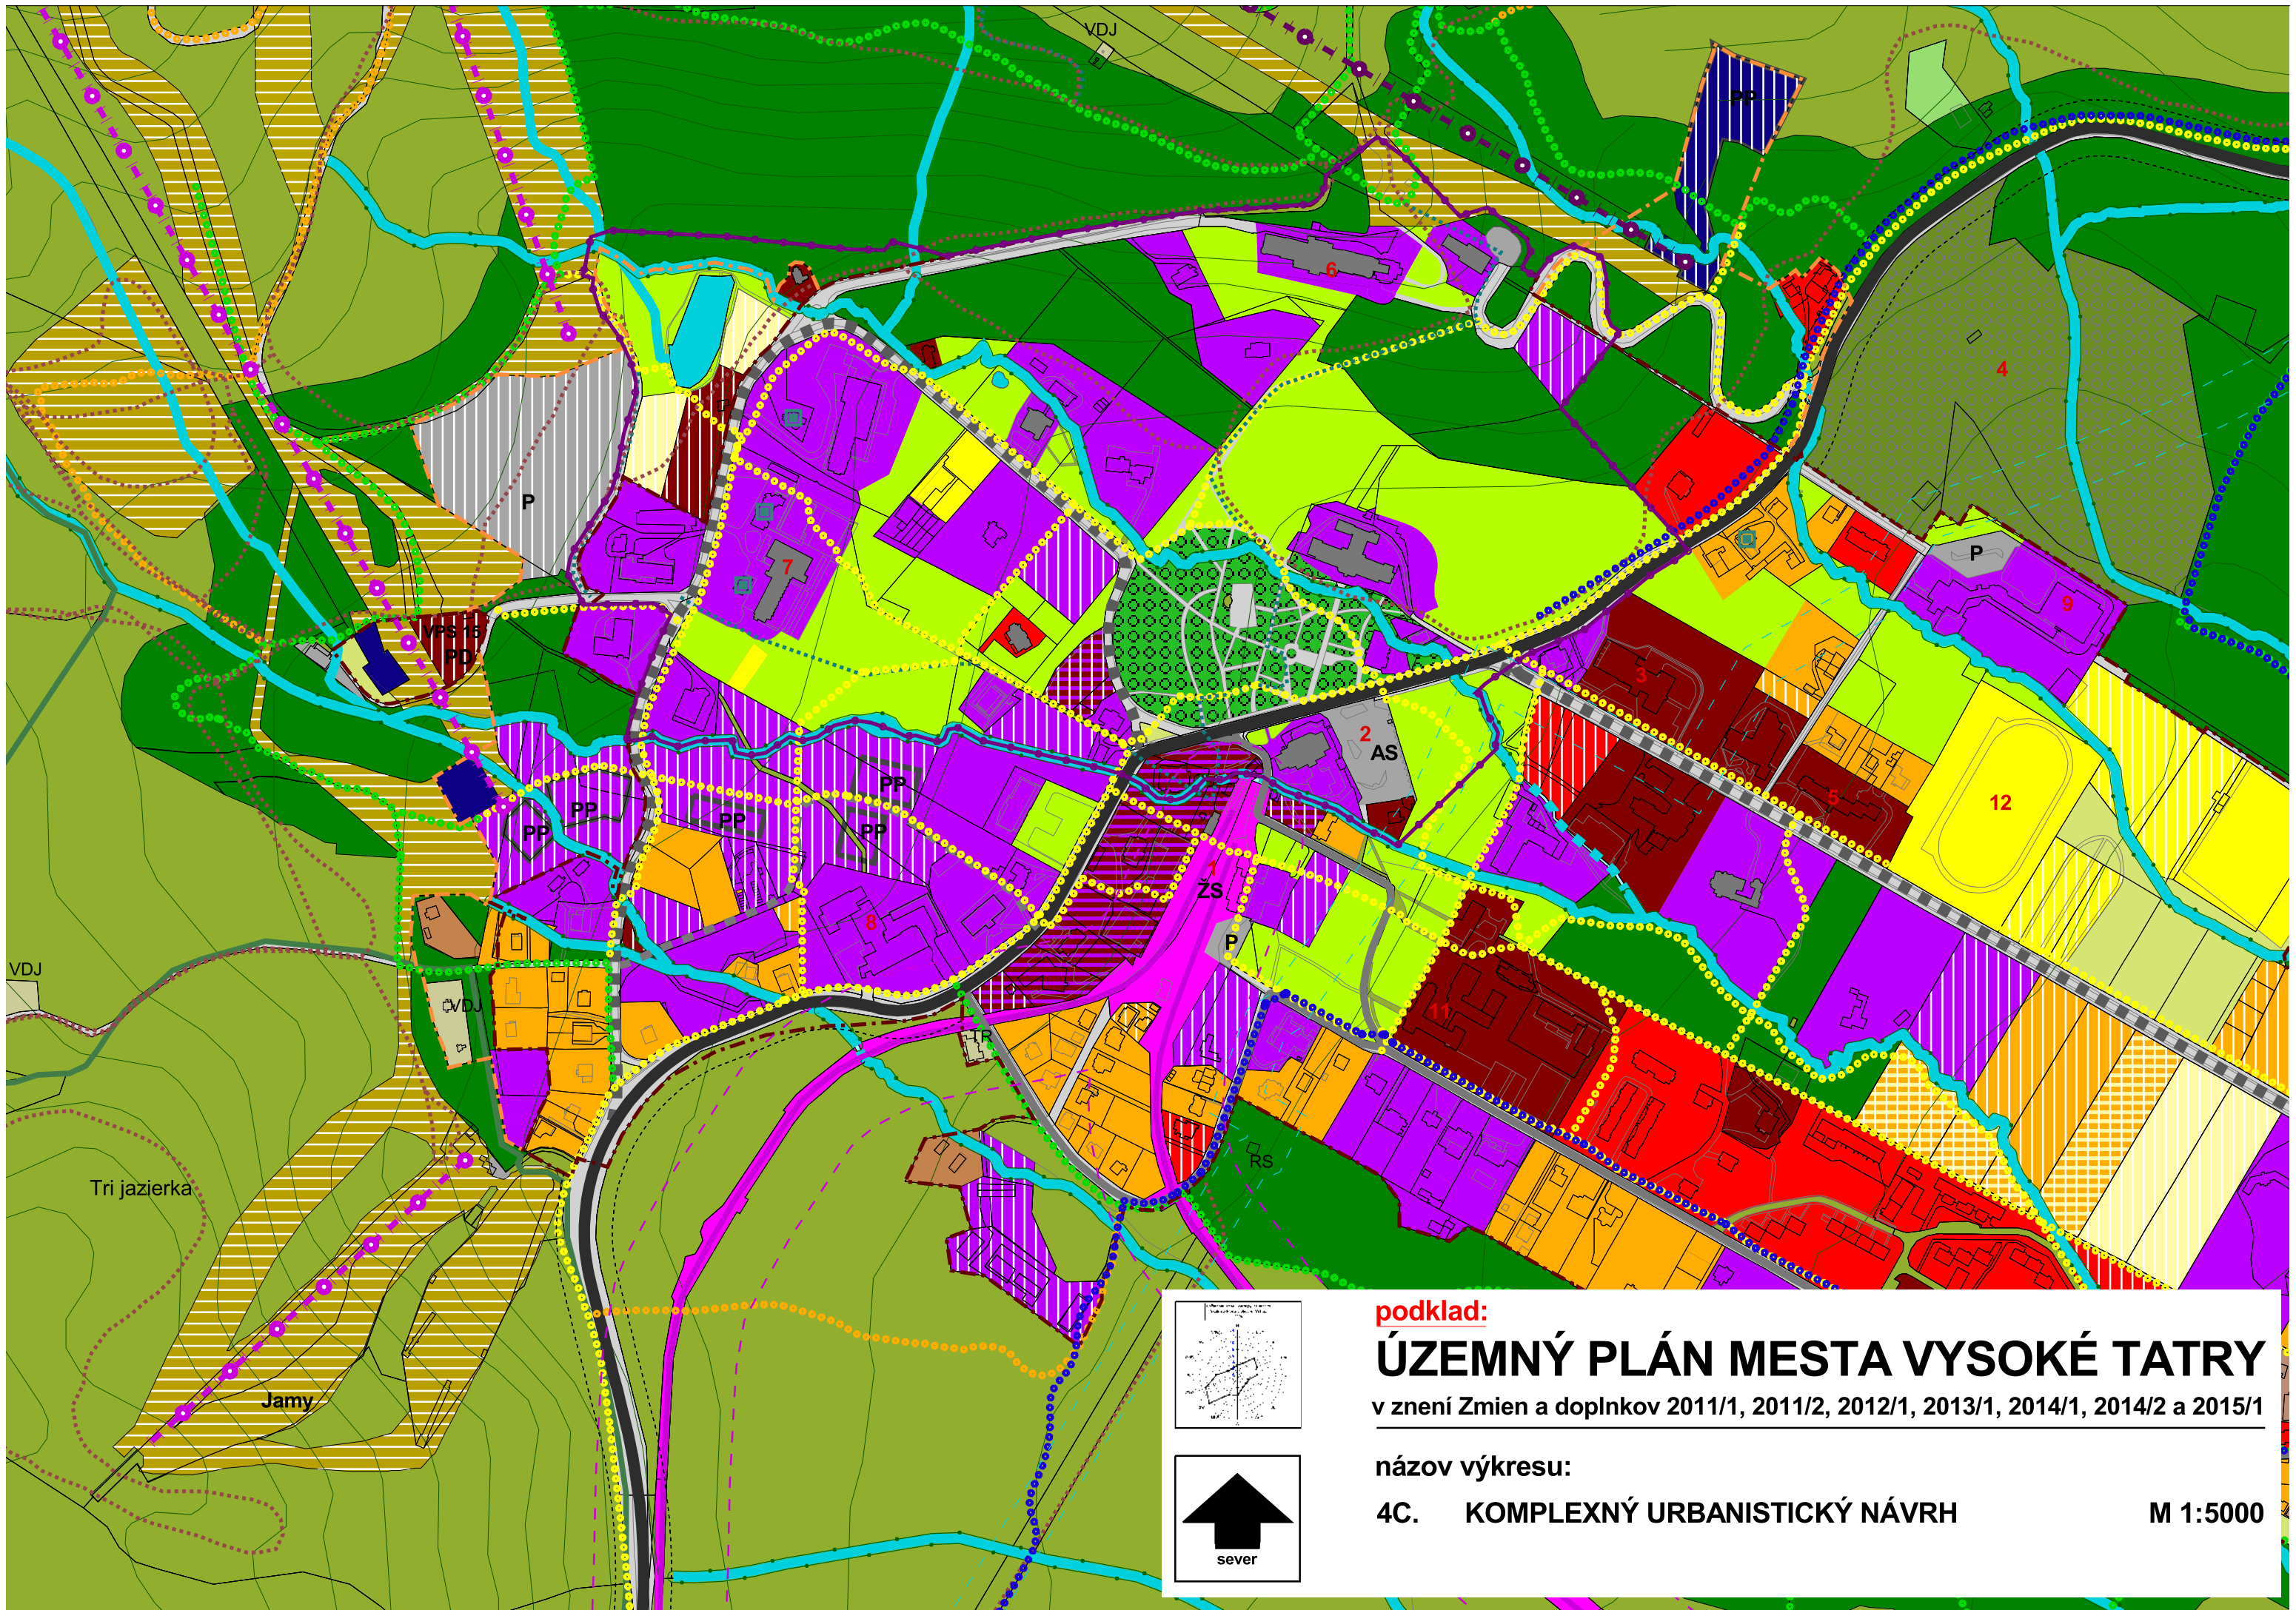 VDJ
PP
6
4
P
P
7
9
VPS 15
PD
3
2
AS
PP
PP
PP
PP
PP
5
12
1
ŽS
8
P
VDJ
VDJ
11
TR
RS
Tri jazierka
Jamy
podklad:
ÚZEMNÝ PLÁN MESTA VYSOKÉ TATRY
v znení Zmien a doplnkov 2011/1, 2011/2, 2012/1, 2013/1, 2014/1, 2014/2 a 2015/1
názov výkresu:
4C. KOMPLEXNÝ URBANISTICKÝ NÁVRH M 1:5000
sever